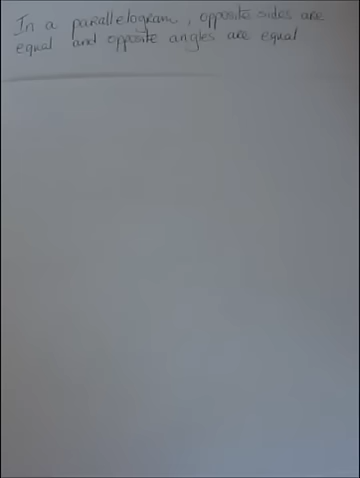 In a parallelogram, opposite sides are
equal and opposite angles are equal